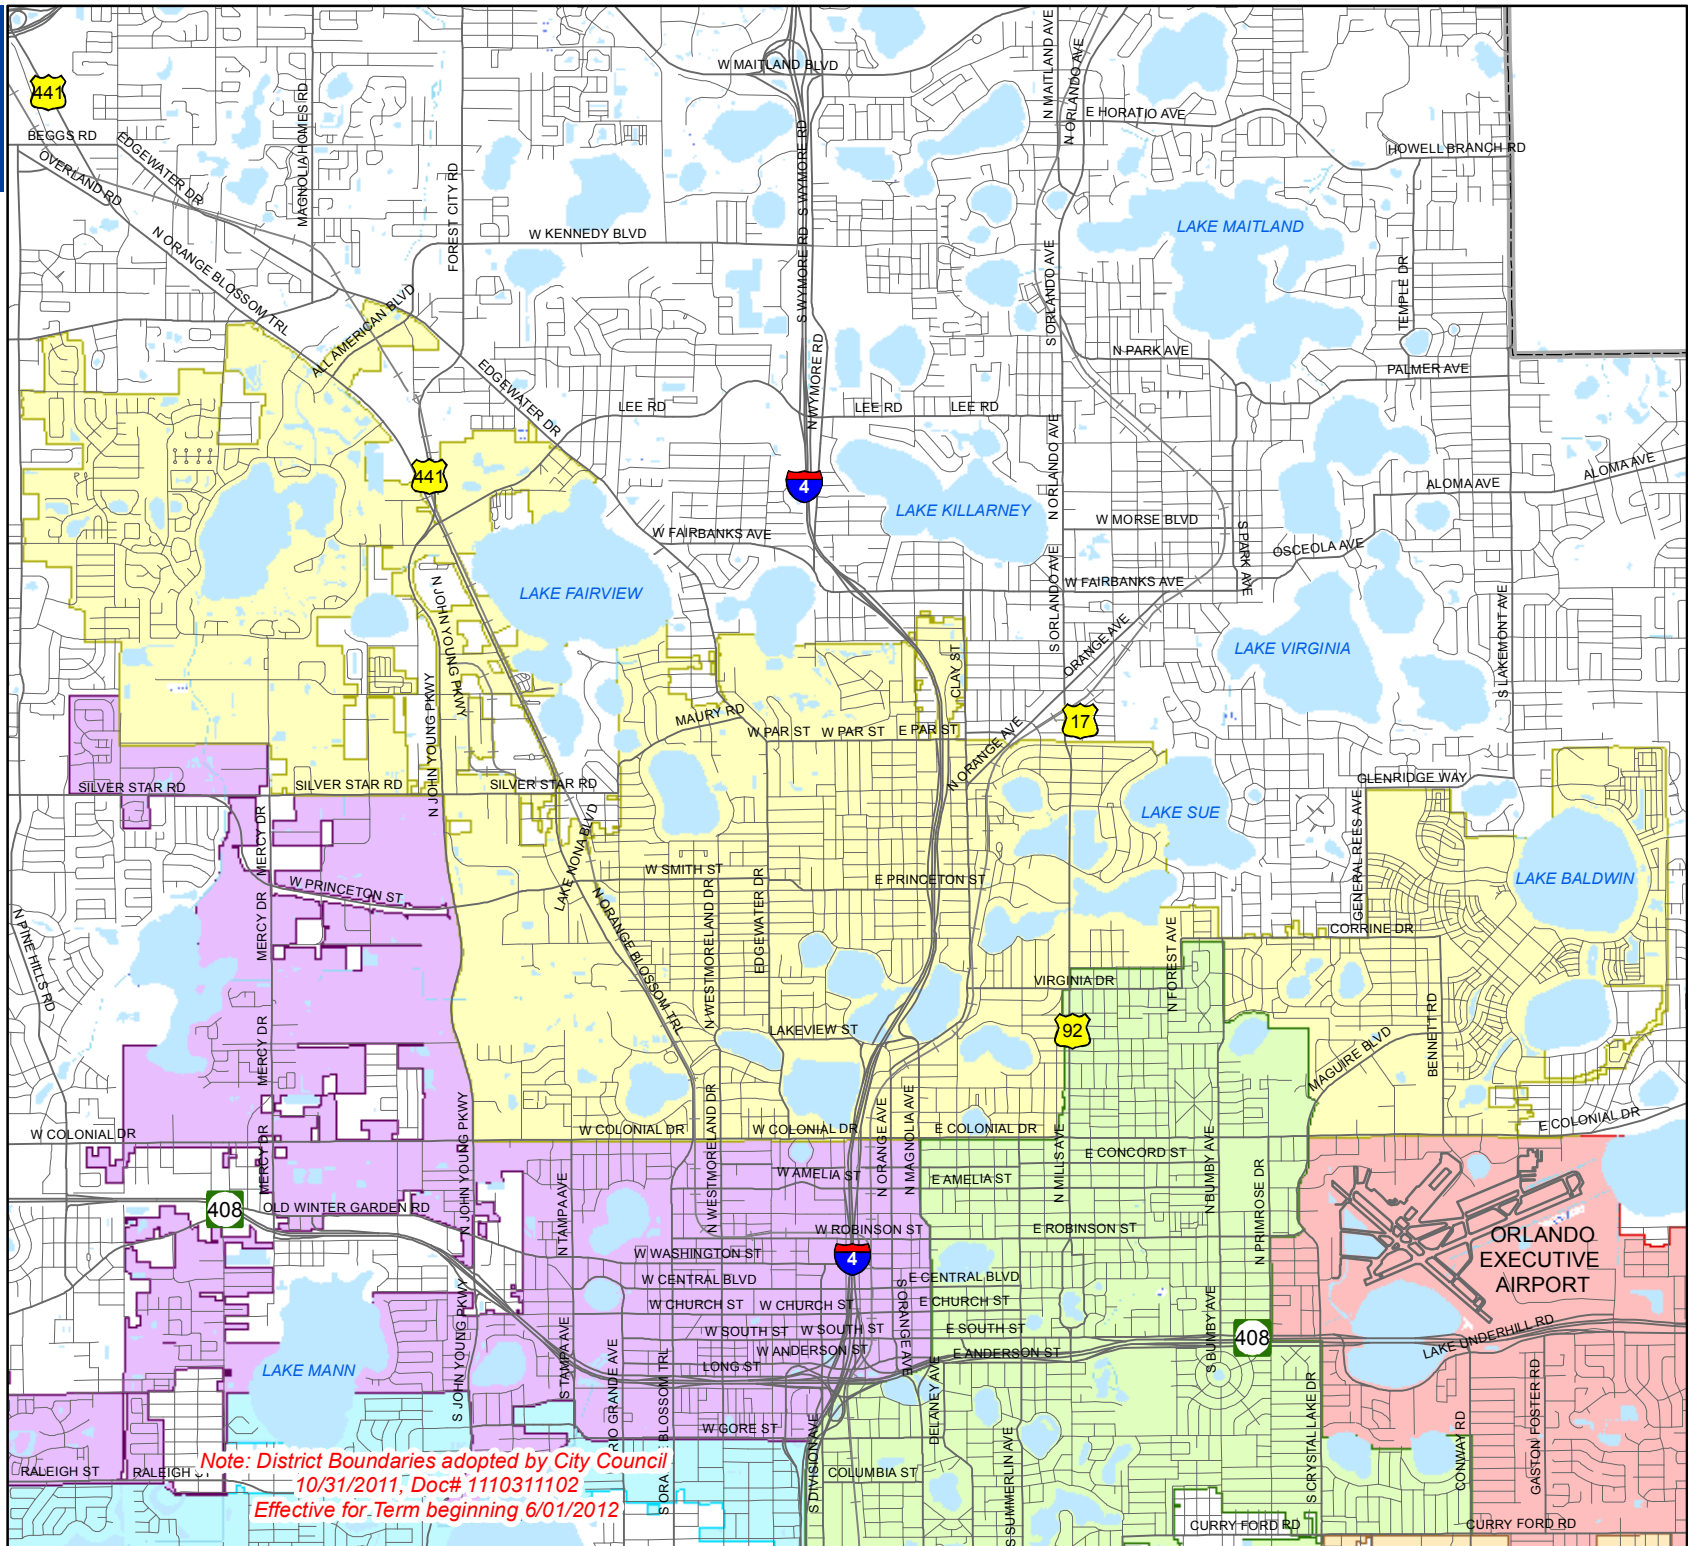 W MAITLAND BLVD
N MAITLAND AVE
N ORLANDO AVE
441
E HORATIO AVE
BEGGS RD
EDGEWATER DR
MAGNOLIA HOMES RD
HOWELL BRANCH RD
OVERLAND RD
FOREST CITY RD
S WYMORE RD
S WYMORE RD
S WYMORE RD
LAKE MAITLAND
W KENNEDY BLVD
N ORANGE BLOSSOM TRL
S ORLANDO AVE
TEMPLE DR
ALL AMERICAN BLVD
N PARK AVE
PALMER AVE
EDGEWATER DR
N WYMORE RD
LEE RD
LEE RD
LEE RD
N ORLANDO AVE
ALOMA AVE
ALOMA AVE
441
4
LAKE KILLARNEY
N ORLANDO AVE
W MORSE BLVD
W FAIRBANKS AVE
S PARK AVE
OSCEOLA AVE
LAKE FAIRVIEW
N JOHN YOUNG PKWY
S ORLANDO AVE
W FAIRBANKS AVE
S ORLANDO AVE
ORANGE AVE
LAKE VIRGINIA
S LAKEMONT AVE
CLAY ST
N JOHN YOUNG PKWY
MAURY RD
W PAR ST
W PAR ST
E PAR ST
17
N ORANGE AVE
SILVER STAR RD
SILVER STAR RD
SILVER STAR RD
GLENRIDGE WAY
LAKE SUE
MERCY DR
LAKE NONA BLVD
GENERAL REES AVE
W SMITH ST
E PRINCETON ST
W PRINCETON ST
LAKE BALDWIN
N PINE HILLS RD
MERCY DR
N ORANGE BLOSSOM TRL
N WESTMORELAND DR
EDGEWATER DR
CORRINE DR
N FOREST AVE
VIRGINIA DR
MERCY DR
LAKEVIEW ST
92
MAGUIRE BLVD
BENNETT RD
N JOHN YOUNG PKWY
N WESTMORELAND DR
N ORANGE AVE
N MAGNOLIA AVE
W COLONIAL DR
W COLONIAL DR
W COLONIAL DR
E COLONIAL DR
E COLONIAL DR
MERCY DR
N TAMPA AVE
W AMELIA ST
E AMELIA ST
N MILLS AVE
E CONCORD ST
N BUMBY AVE
N PRIMROSE DR
408
OLD WINTER GARDEN RD
W ROBINSON ST
E ROBINSON ST
N JOHN YOUNG PKWY
W WASHINGTON ST
4
ORLANDO
EXECUTIVE
AIRPORT
W CENTRAL BLVD
E CENTRAL BLVD
W CHURCH ST
W CHURCH ST
E CHURCH ST
S ORANGE AVE
S BUMBY AVE
W SOUTH ST
W SOUTH ST
E SOUTH ST
408
LAKE UNDERHILL RD
W ANDERSON ST
E ANDERSON ST
LONG ST
LAKE MANN
S JOHN YOUNG PKWY
S TAMPA AVE
RIO GRANDE AVE
BLOSSOM TRL
DELANEY AVE
S CRYSTAL LAKE DR
CONWAY RD
GASTON FOSTER RD
W GORE ST
S DIVISION AVE
S SUMMERLIN AVE
COLUMBIA ST
RALEIGH ST
RALEIGH
S ORA
Note: District Boundaries adopted by City Council
10/31/2011, Doc# 1110311102
Effective for Term beginning 6/01/2012
CURRY FORD RD
CURRY FORD RD